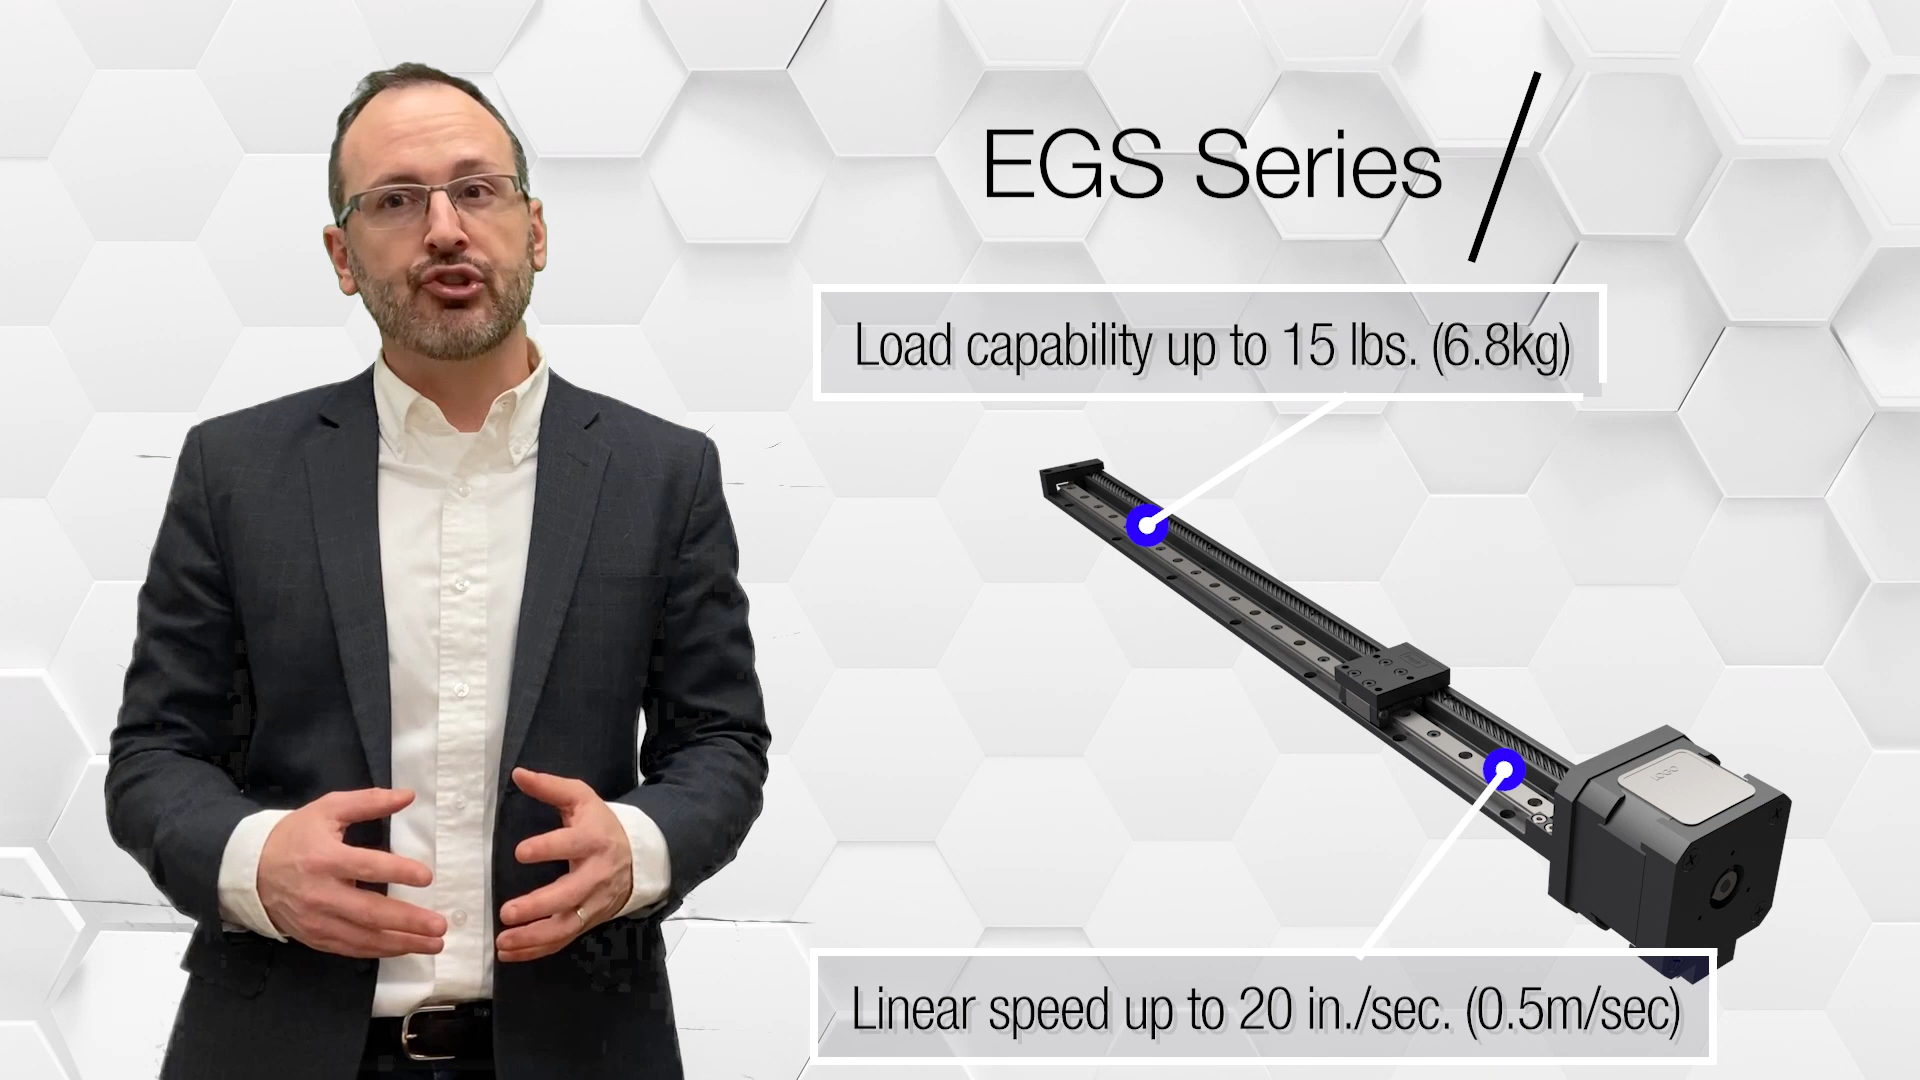 EGS Series
Load capability up to 15 lbs. (6.8kg)
LOGO
Linear speed up to 20 in./sec. (0.5m/sec)